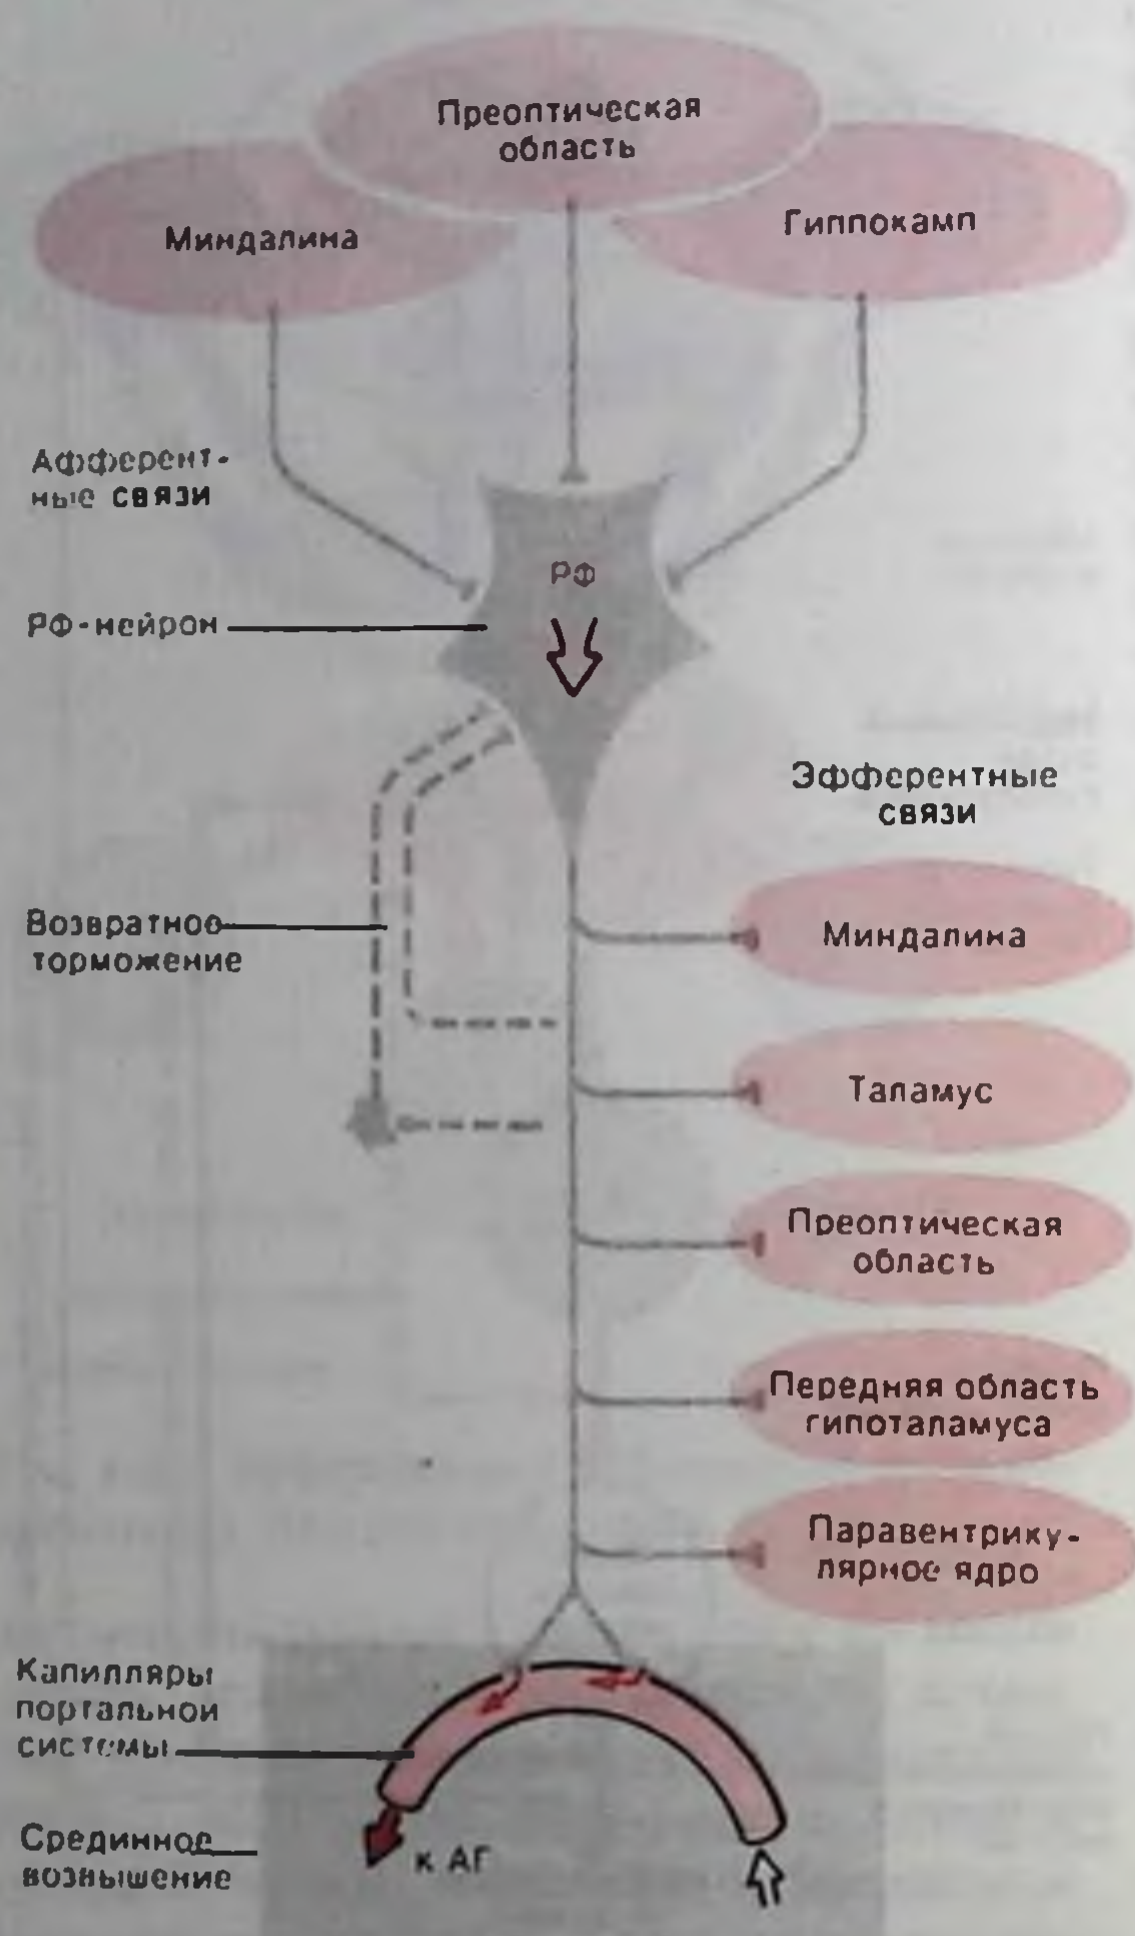 Преоптическая
область
Миндалина
Гиппокамп
Афферент-
ные связи
РФ
РФ-нейрон
Эфферентные
связи
Возвратное
торможение
Миндалина
Таламус
Преоптическая
область
Передняя область
гипоталамуса
Паравентрику-
лярное ядро
Капилляры
портальной
системы
Срединное
возвышение
к АГ